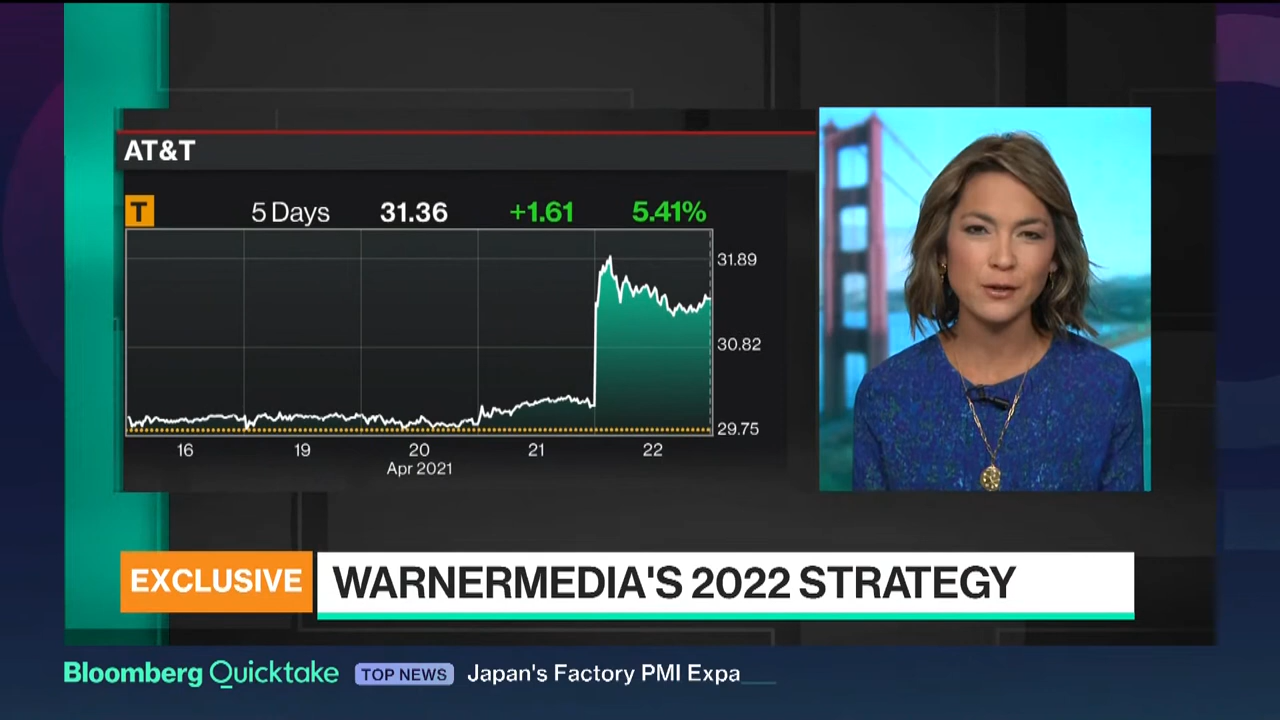 AT&T
T 5 Days 31.36 +1.61 5.41%
31.89
30.82
29.75
16 19 20 21 22
Apr 2021
EXCLUSIVE WARNERMEDIA'S 2022 STRATEGY
Bloomberg Quicktake TOP NEWS Japan's Factory PMI Expa